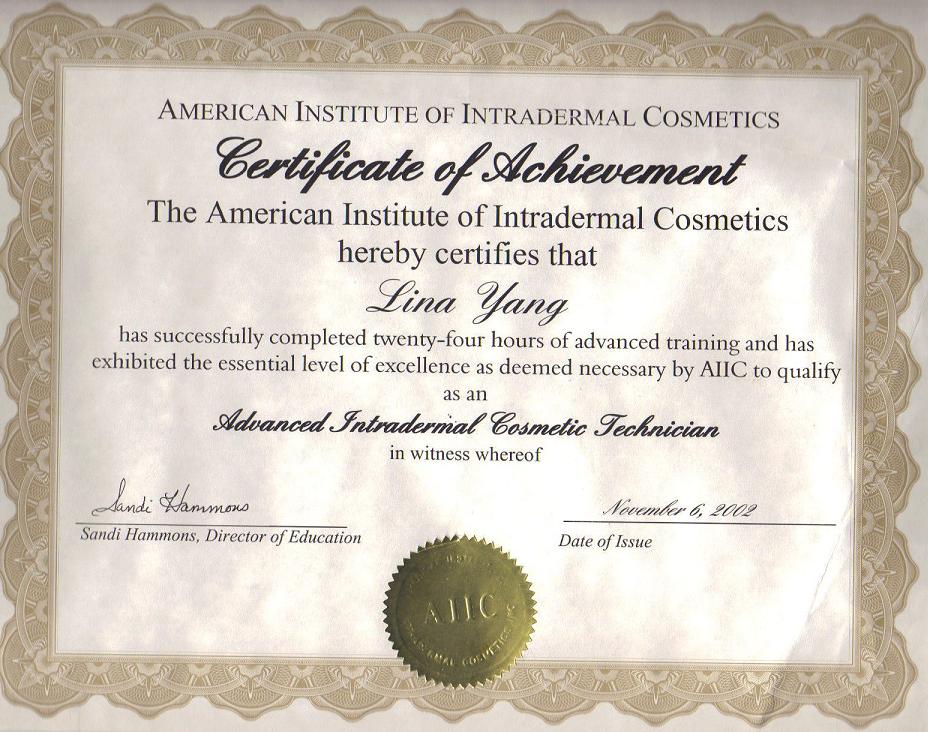 AMERICAN INSTITUTE OF INTRADERMAL COSMETICS
Certificate of Achievement
The American Institute of Intradermal Cosmetics
hereby certifies that
Lina Yang
has successfully completed twenty-four hours of advanced training and has
exhibited the essential level of excellence as deemed necessary by AIIC to qualify
as an
Advanced Intradermal Cosmetic Technician
in witness whereof
Sandi Hammons
November 6, 2002
Sandi Hammons, Director of Education
Date of Issue
AIIC